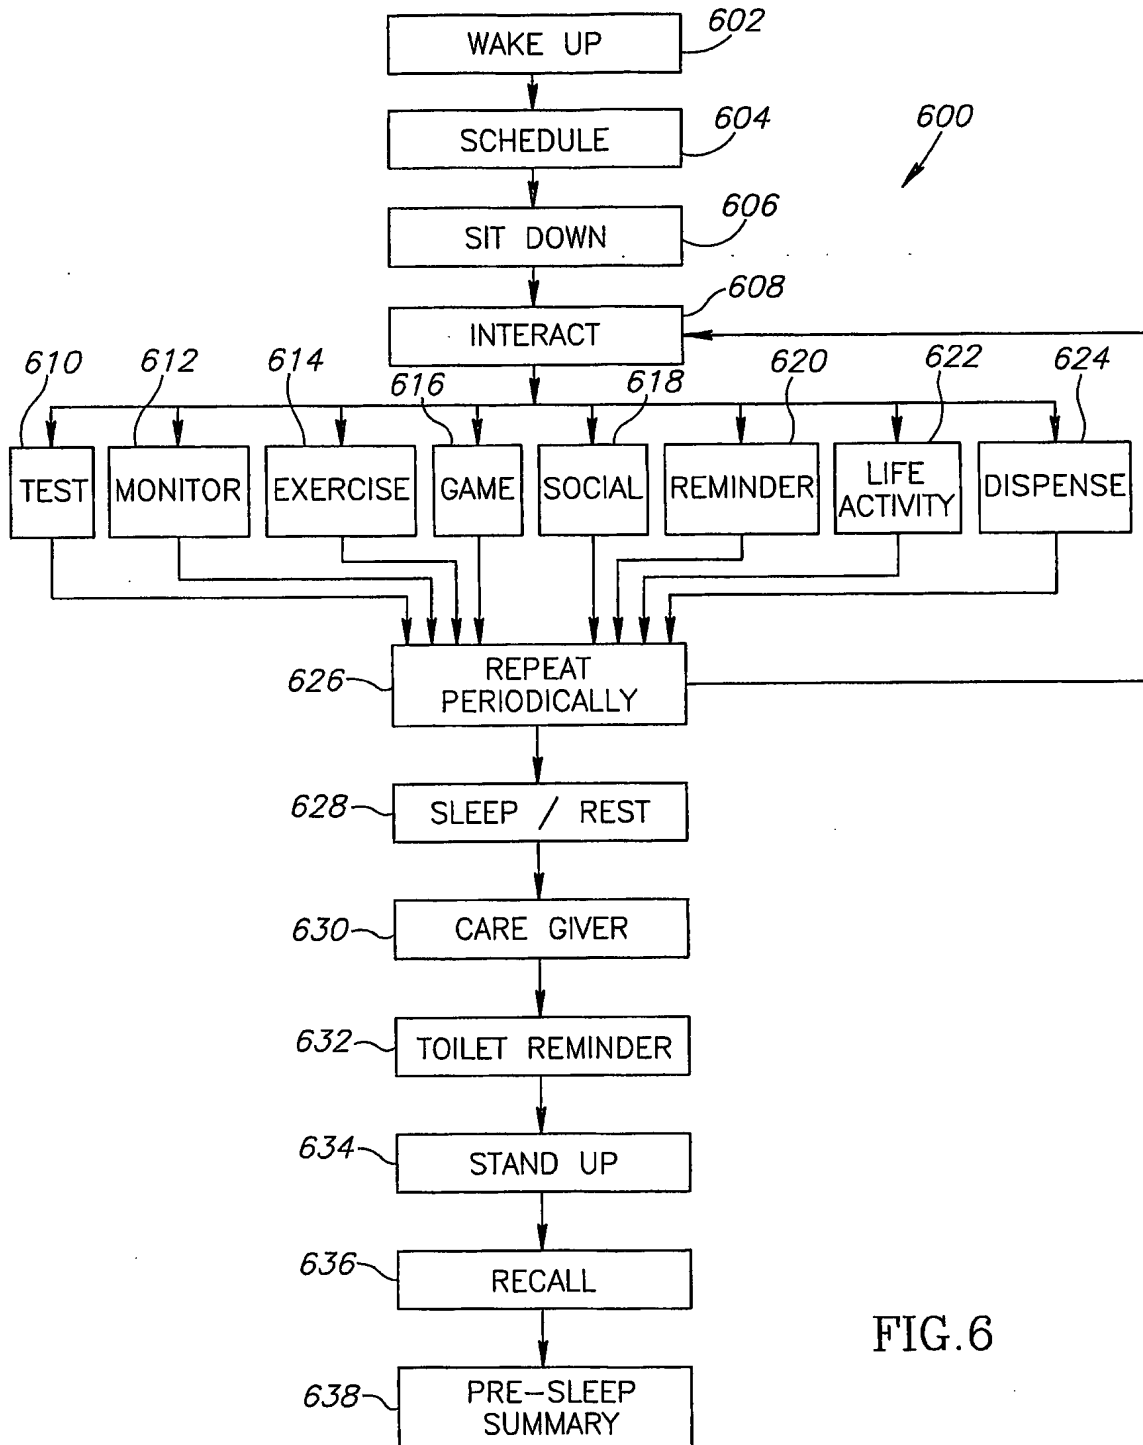 WAKE UP
602
SCHEDULE
604
600
SIT DOWN
606
INTERACT
608
610
612
614
616
618
620
622
624
TEST
MONITOR
EXERCISE
GAME
SOCIAL
REMINDER
LIFE
ACTIVITY
DISPENSE
626
REPEAT
PERIODICALLY
628
SLEEP / REST
630
CARE GIVER
632
TOILET REMINDER
634
STAND UP
636
RECALL
638
PRE-SLEEP
SUMMARY
FIG.6